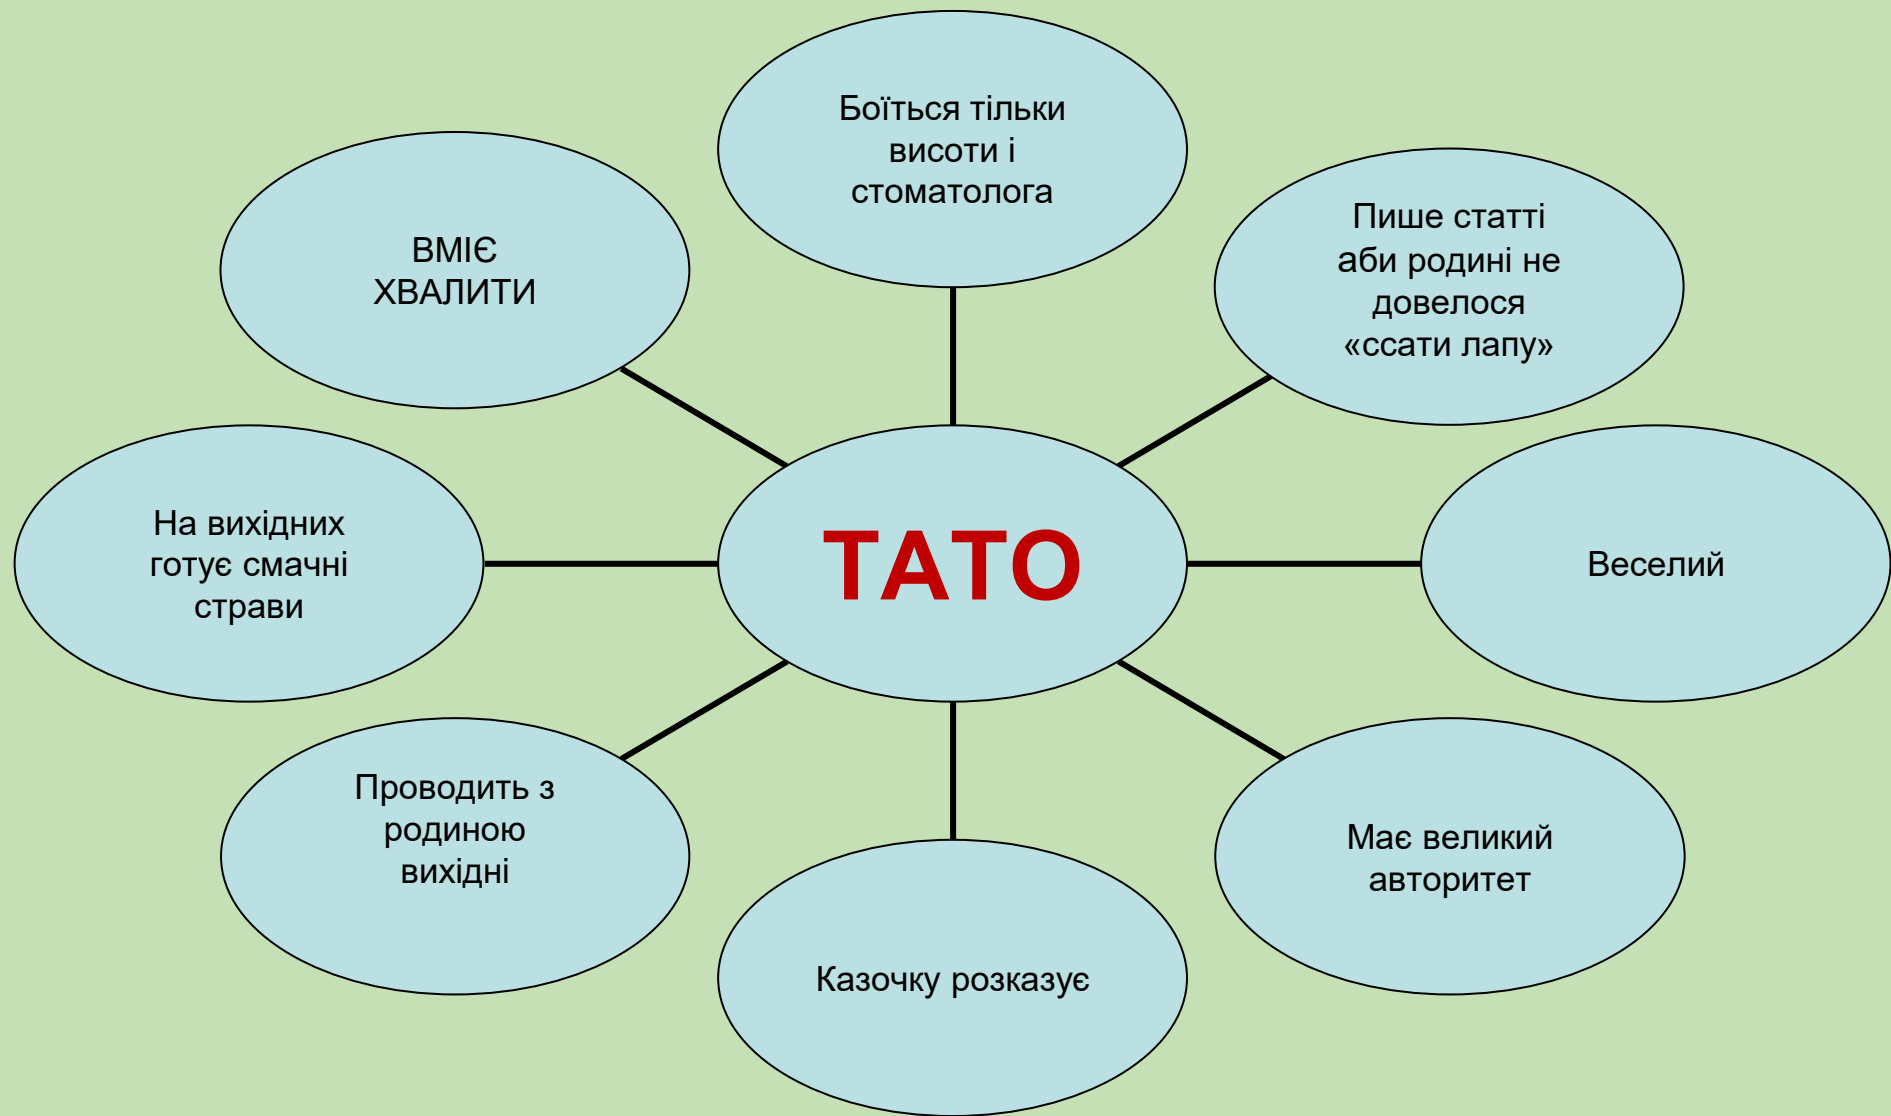 Боїться тільки
висоти і
стоматолога
ВМІЄ
ХВАЛИТИ
Пише статті
аби родині не
довелося
«ссати лапу»
На вихідних
готує смачні
страви
ТАТО
Веселий
Проводить з
родиною
вихідні
Має великий
авторитет
Казочку розказує